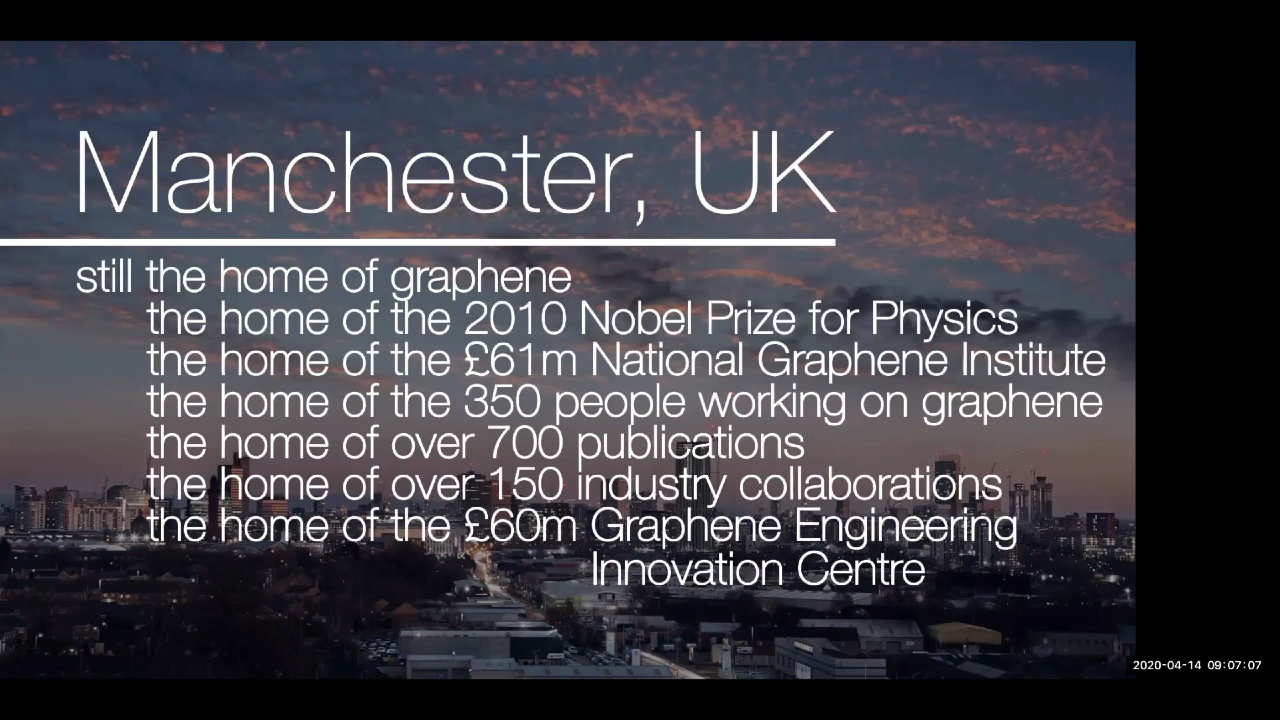 Manchester, UK
still the home of graphene
the home of the 2010 Nobel Prize for Physics
the home of the £61m National Graphene Institute
the home of the 350 people working on graphene
the home of over 700 publications
the home of over 150 industry collaborations
the home of the £60m Graphene Engineering
Innovation Centre
2020-04-14 09:07:07